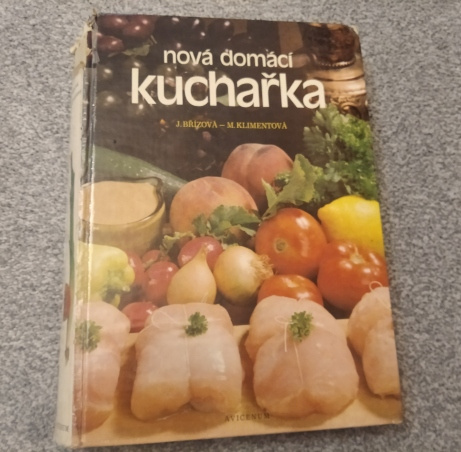 nová domácí
kuchařka
J. BŘÍZOVÁ – M. KLIMENTOVÁ
AVICENUM